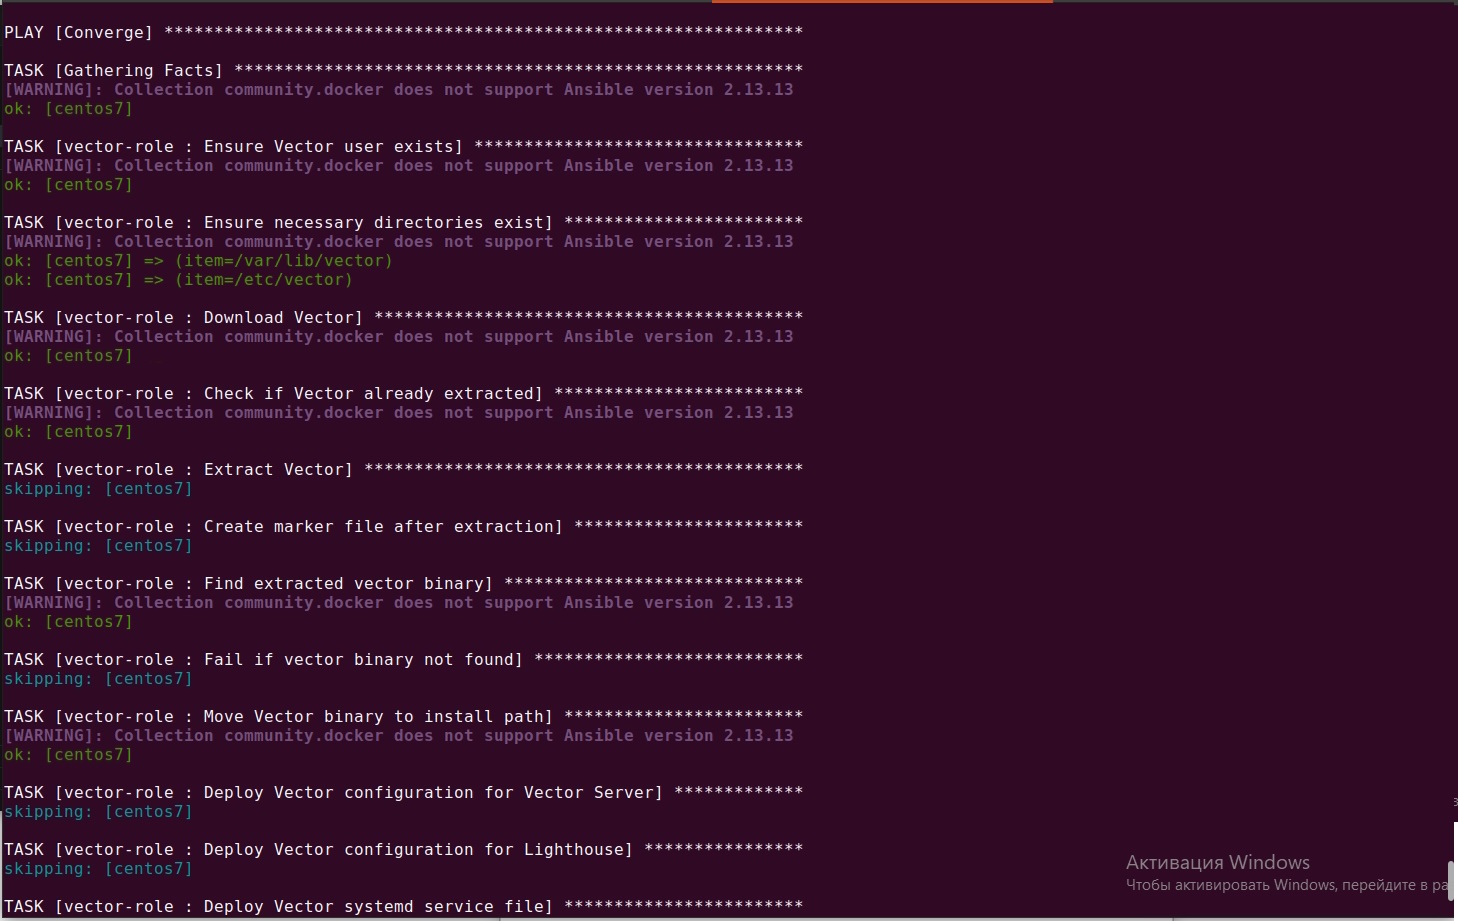 PLAY [Converge] ****************************************************************
TASK [Gathering Facts] *********************************************************
[WARNING]: Collection community.docker does not support Ansible version 2.13.13
ok: [centos7]
TASK [vector-role : Ensure Vector user exists] *********************************
[WARNING]: Collection community.docker does not support Ansible version 2.13.13
ok: [centos7]
TASK [vector-role : Ensure necessary directories exist] ************************
[WARNING]: Collection community.docker does not support Ansible version 2.13.13
ok: [centos7] => (item=/var/lib/vector)
ok: [centos7] => (item=/etc/vector)
TASK [vector-role : Download Vector] *******************************************
[WARNING]: Collection community.docker does not support Ansible version 2.13.13
ok: [centos7]
TASK [vector-role : Check if Vector already extracted] *************************
[WARNING]: Collection community.docker does not support Ansible version 2.13.13
ok: [centos7]
TASK [vector-role : Extract Vector] ********************************************
skipping: [centos7]
TASK [vector-role : Create marker file after extraction] ***********************
skipping: [centos7]
TASK [vector-role : Find extracted vector binary] ******************************
[WARNING]: Collection community.docker does not support Ansible version 2.13.13
ok: [centos7]
TASK [vector-role : Fail if vector binary not found] ***************************
skipping: [centos7]
TASK [vector-role : Move Vector binary to install path] ************************
[WARNING]: Collection community.docker does not support Ansible version 2.13.13
ok: [centos7]
TASK [vector-role : Deploy Vector configuration for Vector Server] *************
skipping: [centos7]
TASK [vector-role : Deploy Vector configuration for Lighthouse] ****************
skipping: [centos7]
TASK [vector-role : Deploy Vector systemd service file] ************************
Активация Windows
Чтобы активировать Windows, перейдите в ра